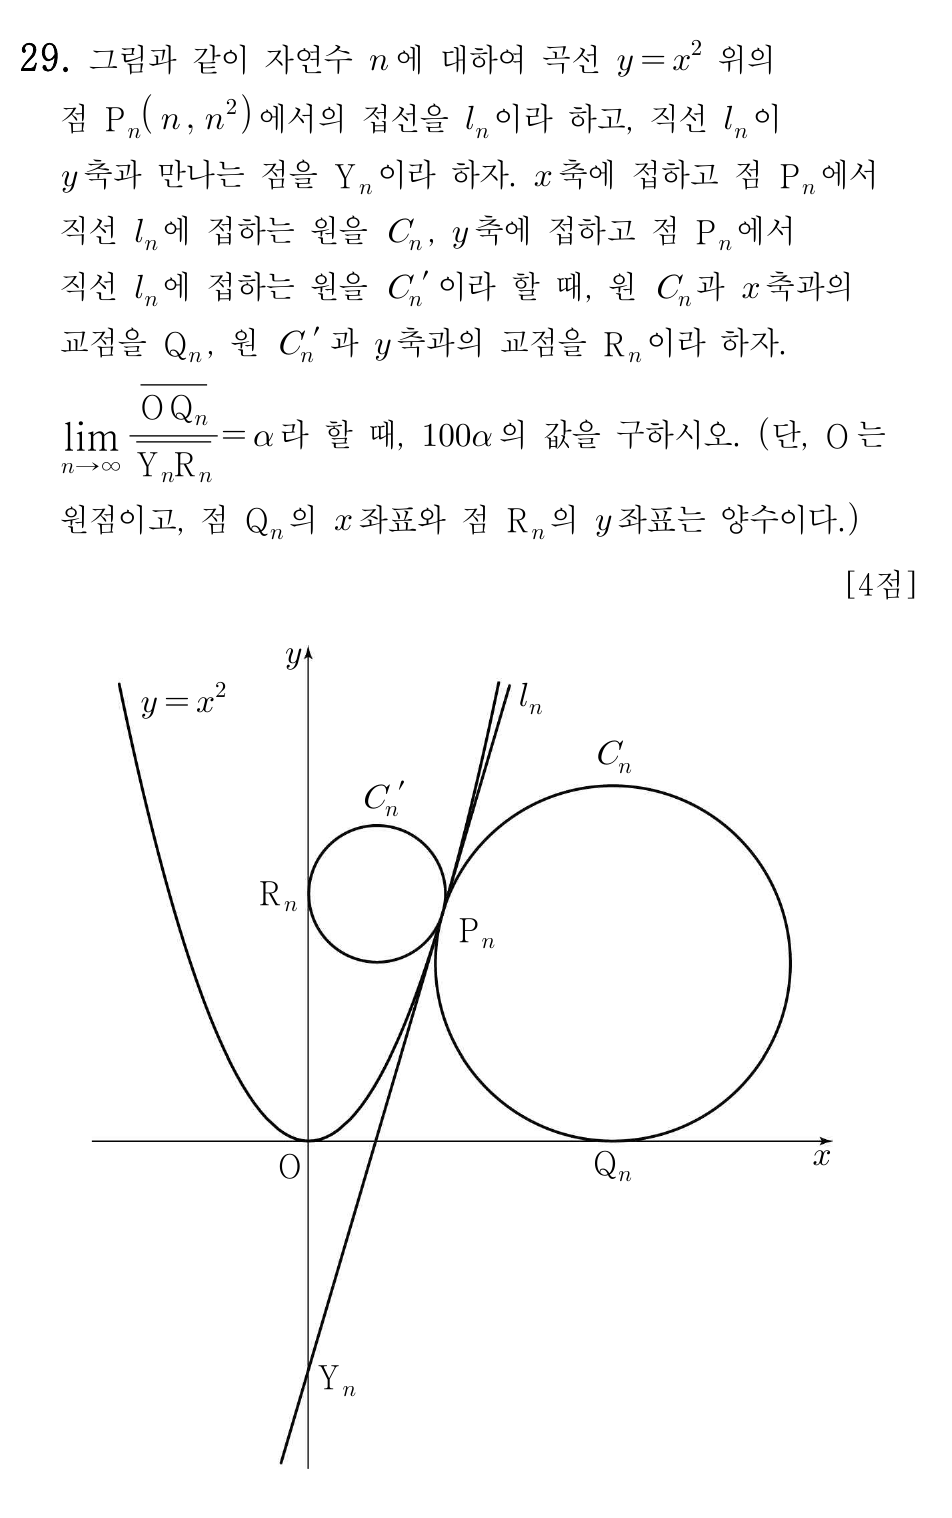 29. 그림과 같이 자연수 n에 대하여 곡선 y=x² 위의
점 Pₙ(n, n²)에서의 접선을 lₙ이라 하고, 직선 lₙ이
y축과 만나는 점을 Yₙ이라 하자. x축에 접하고 점 Pₙ에서
직선 lₙ에 접하는 원을 Cₙ, y축에 접하고 점 Pₙ에서
직선 lₙ에 접하는 원을 Cₙ′이라 할 때, 원 Cₙ과 x축과의
교점을 Qₙ, 원 Cₙ′과 y축과의 교점을 Rₙ이라 하자.
lim_{n→∞} \frac{\overline{OQₙ}}{\overline{YₙRₙ}}=α라 할 때, 100α의 값을 구하시오. (단, O는
원점이고, 점 Qₙ의 x좌표와 점 Rₙ의 y좌표는 양수이다.)
[4점]
y
y=x²
lₙ
Cₙ
Cₙ′
Rₙ
Pₙ
O
Qₙ
x
Yₙ